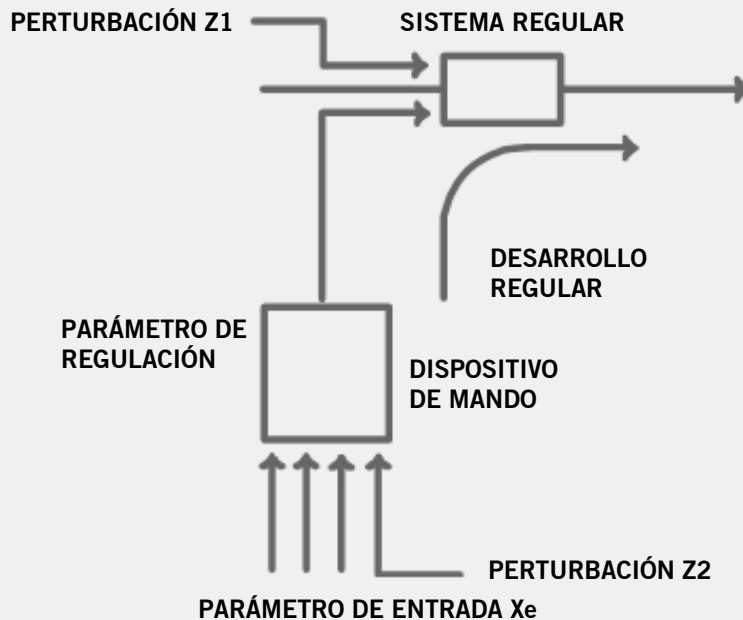 PERTURBACIÓN Z1
SISTEMA REGULAR
DESARROLLO
REGULAR
PARÁMETRO DE
REGULACIÓN
DISPOSITIVO
DE MANDO
PERTURBACIÓN Z2
PARÁMETRO DE ENTRADA Xe